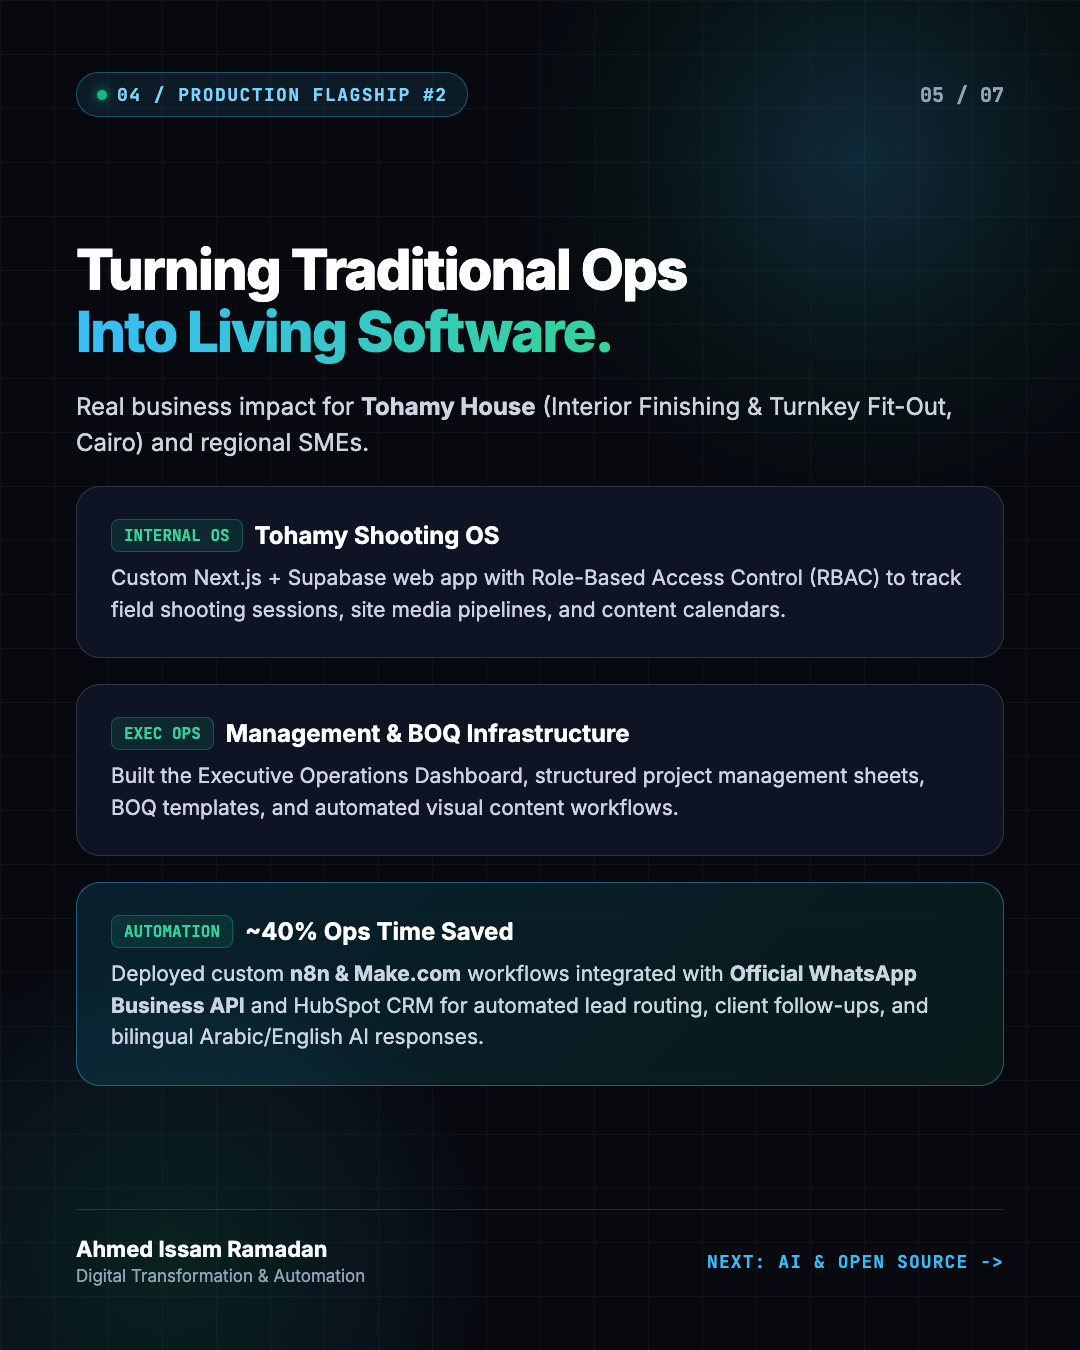 04 / PRODUCTION FLAGSHIP #2
05 / 07
Turning Traditional Ops
Into Living Software.
Real business impact for Tohamy House (Interior Finishing & Turnkey Fit-Out,
Cairo) and regional SMEs.
INTERNAL OS Tohamy Shooting OS
Custom Next.js + Supabase web app with Role-Based Access Control (RBAC) to track
field shooting sessions, site media pipelines, and content calendars.
EXEC OPS Management & BOQ Infrastructure
Built the Executive Operations Dashboard, structured project management sheets,
BOQ templates, and automated visual content workflows.
AUTOMATION ~40% Ops Time Saved
Deployed custom n8n & Make.com workflows integrated with Official WhatsApp
Business API and HubSpot CRM for automated lead routing, client follow-ups, and
bilingual Arabic/English AI responses.
Ahmed Issam Ramadan
Digital Transformation & Automation
NEXT: AI & OPEN SOURCE ->